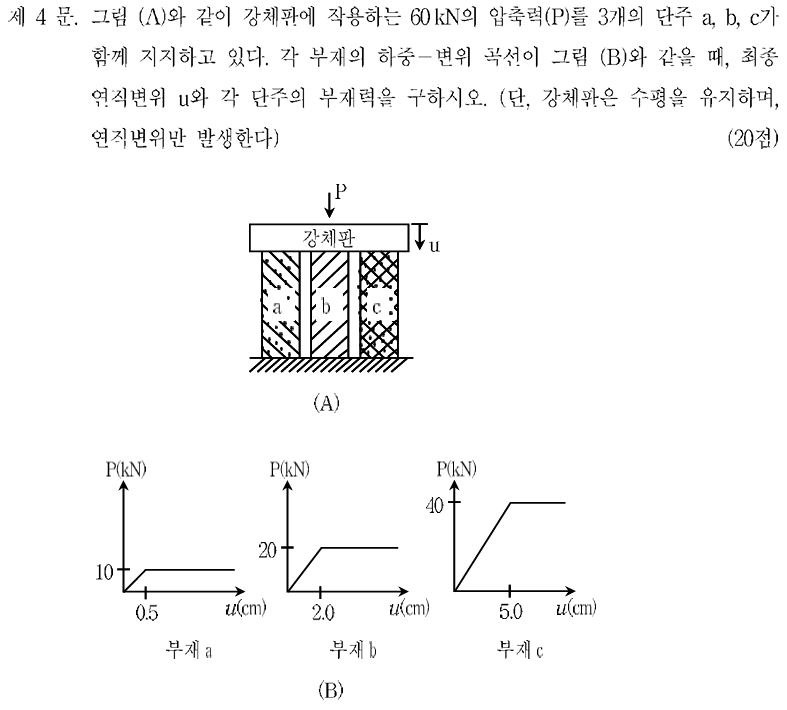 제 4 문. 그림 (A)와 같이 강체판에 작용하는 60 kN의 압축력(P)를 3개의 단주 a, b, c가
함께 지지하고 있다. 각 부재의 하중-변위 곡선이 그림 (B)와 같을 때, 최종
연직변위 u와 각 단주의 부재력을 구하시오. (단, 강체판은 수평을 유지하며,
연직변위만 발생한다) (20점)
P
강체판
u
a b c
(A)
P(kN) P(kN) P(kN)
10 20 40
0.5 u(cm) 2.0 u(cm) 5.0 u(cm)
부재 a 부재 b 부재 c
(B)